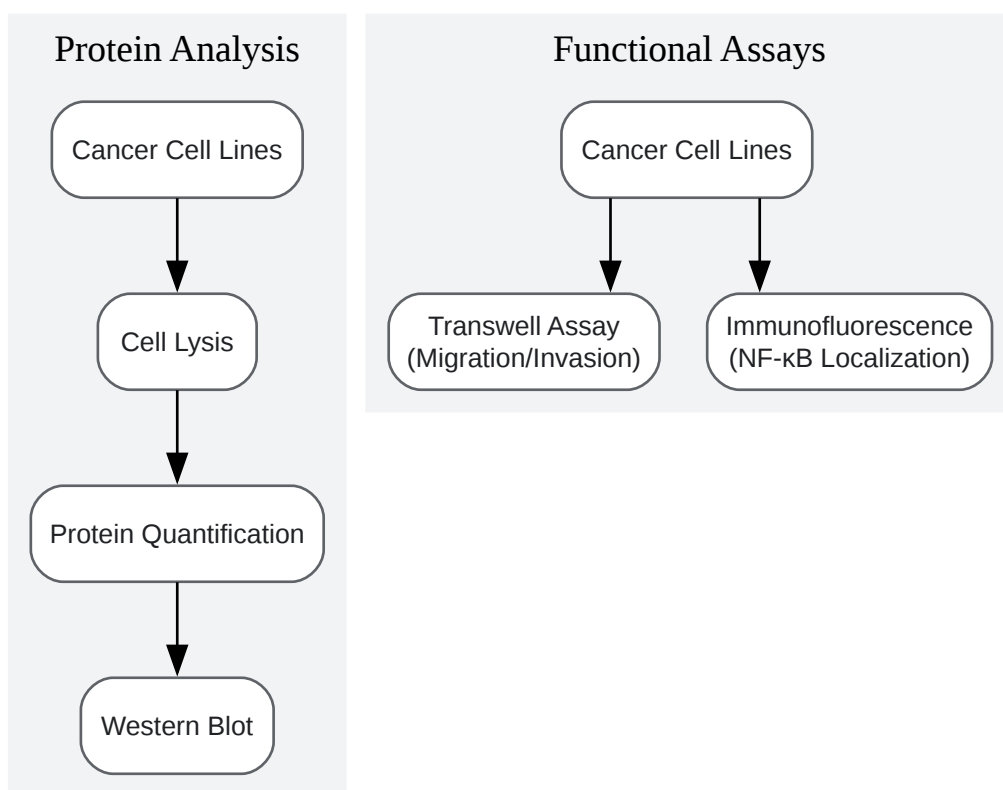 Protein Analysis
Cancer Cell Lines
Cell Lysis
Protein Quantification
Western Blot
Functional Assays
Cancer Cell Lines
Transwell Assay
(Migration/Invasion)
Immunofluorescence
(NF-κB Localization)